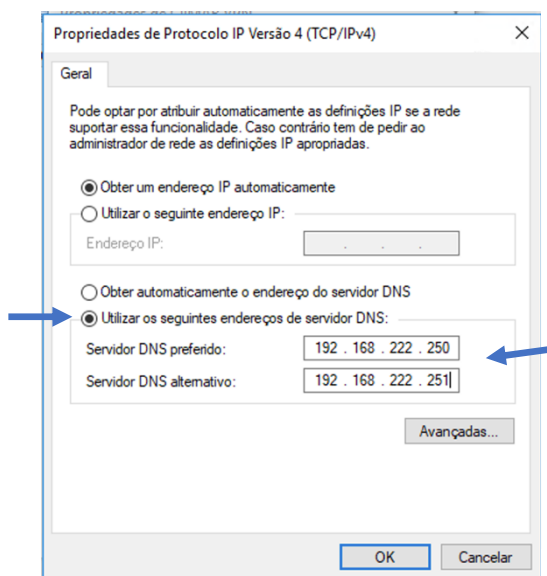 Propriedades de Protocolo IP Versão 4 (TCP/IPv4)
Geral
Pode optar por atribuir automaticamente as definições IP se a rede
suportar essa funcionalidade. Caso contrário tem de pedir ao
administrador de rede as definições IP apropriadas.
Obter um endereço IP automaticamente
Utilizar o seguinte endereço IP:
Endereço IP:
Obter automaticamente o endereço do servidor DNS
Utilizar os seguintes endereços de servidor DNS:
Servidor DNS preferido: 192 . 168 . 222 . 250
Servidor DNS alternativo: 192 . 168 . 222 . 251
Avançadas...
OK Cancelar